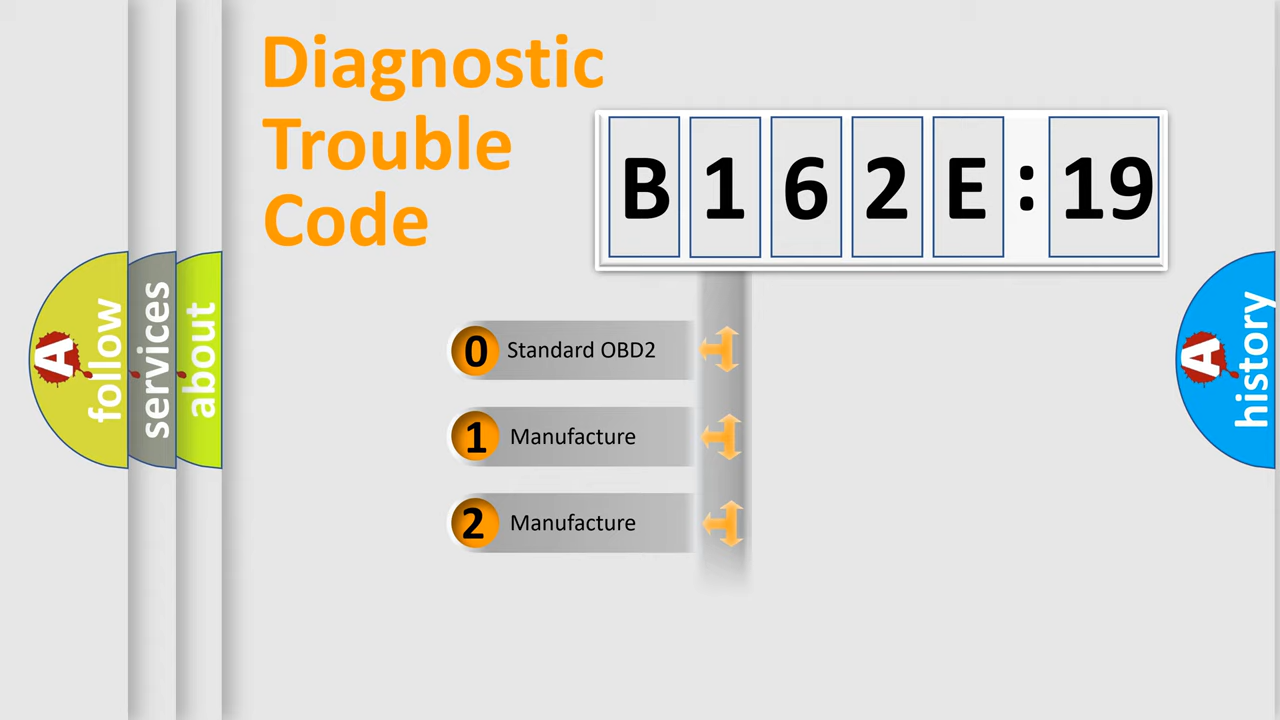 Diagnostic
Trouble
Code
B 1 6 2 E : 19
0 Standard OBD2
1 Manufacture
2 Manufacture
A follow
services
about
A history